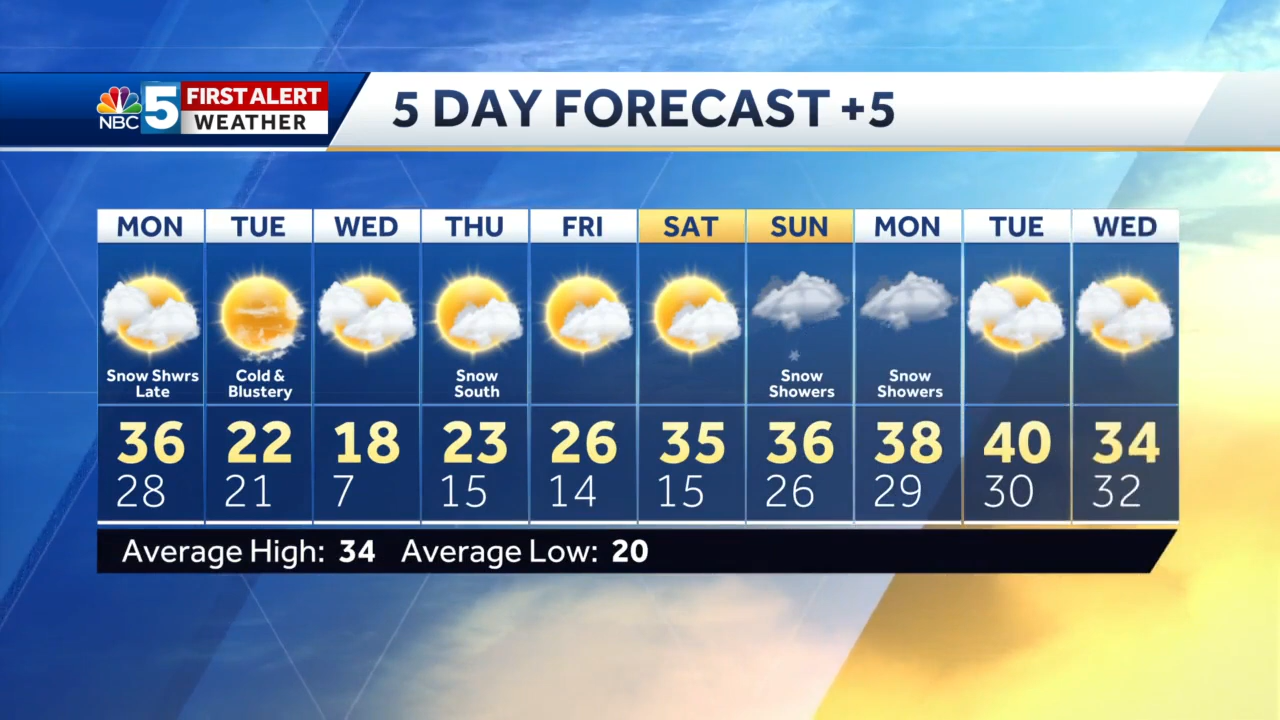 NBC 5 FIRST ALERT
WEATHER
5 DAY FORECAST +5
MON TUE WED THU FRI SAT SUN MON TUE WED
Snow Shwrs Late
Cold & Blustery
Snow South
Snow Showers
Snow Showers
36 22 18 23 26 35 36 38 40 34
28 21 7 15 14 15 26 29 30 32
Average High: 34 Average Low: 20